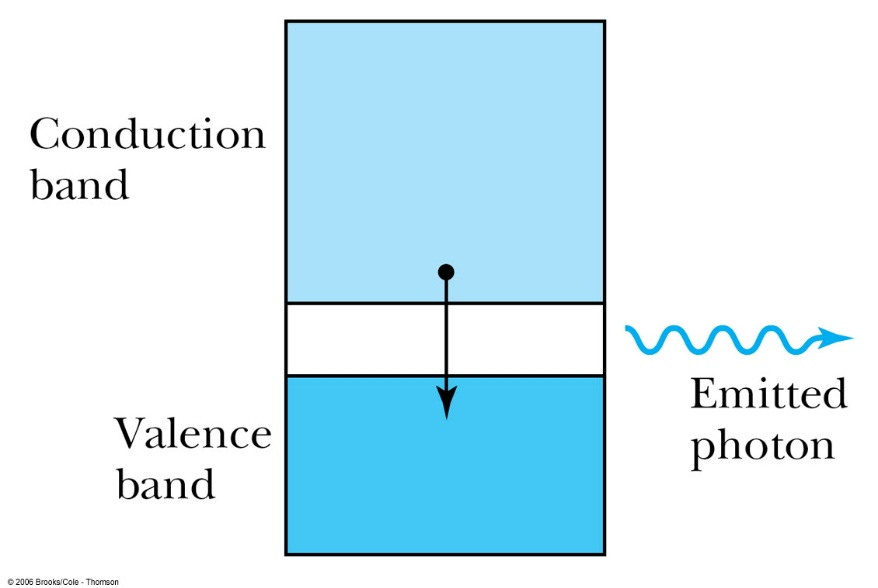 Conduction
band
Valence
band
Emitted
photon
© 2006 Brooks/Cole - Thomson